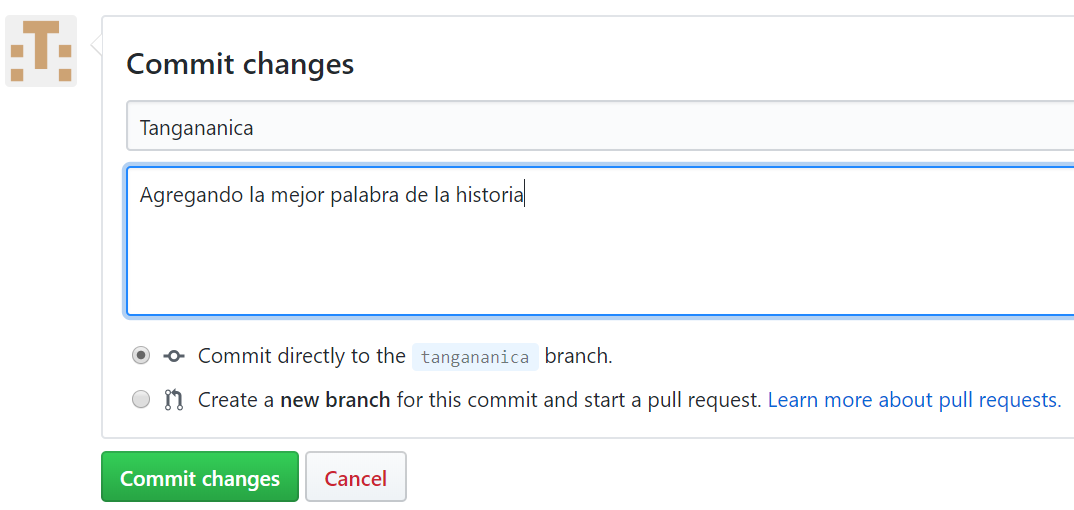 Commit changes
Tangananica
Agregando la mejor palabra de la historia
Commit directly to the tangananica branch.
Create a new branch for this commit and start a pull request. Learn more about pull requests.
Commit changes Cancel